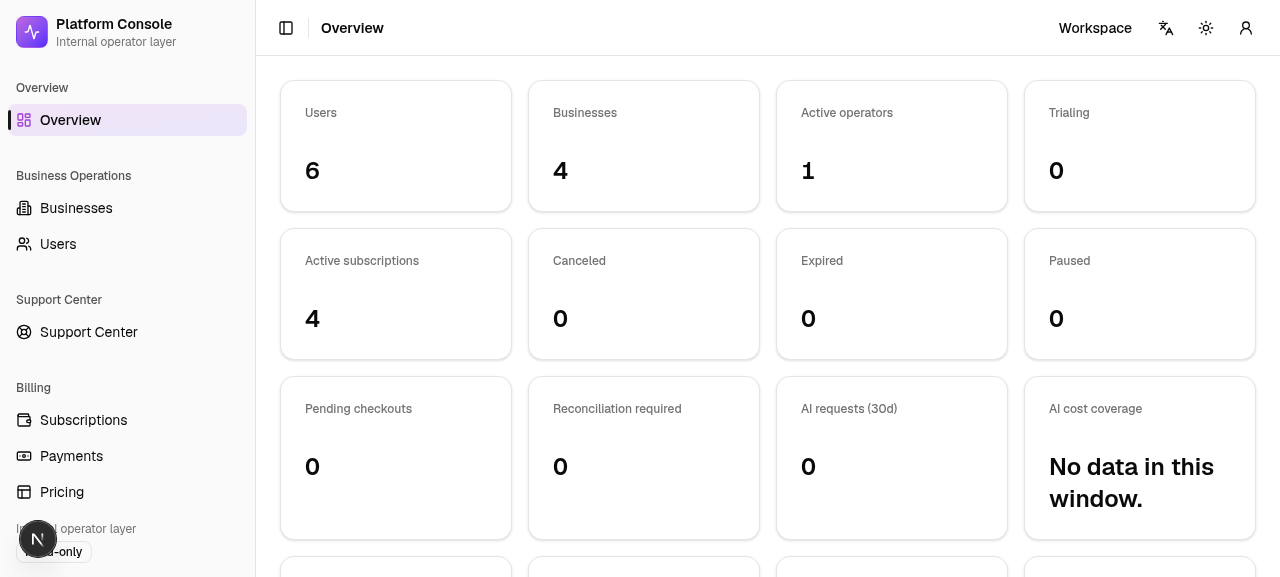 Platform Console
Internal operator layer
Overview
Overview
Business Operations
Businesses
Users
Support Center
Support Center
Billing
Subscriptions
Payments
Pricing
operator layer
Overview
Workspace
Users
Businesses
Active operators
Trialing
6
4
1
0
Active subscriptions
Canceled
Expired
Paused
4
0
0
0
Pending checkouts
Reconciliation required
AI requests (30d)
AI cost coverage
0
0
0
No data in this
window.